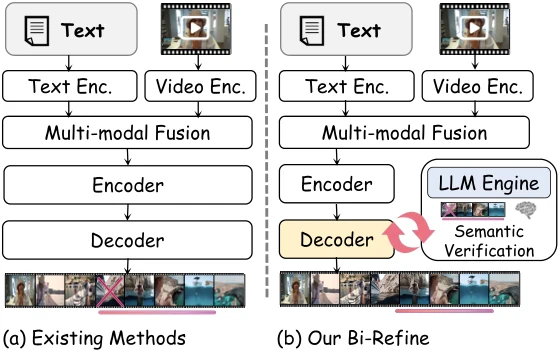 Text
Text Enc.
Video Enc.
Multi-modal Fusion
Encoder
Decoder
(a) Existing Methods
Text
Text Enc.
Video Enc.
Multi-modal Fusion
Encoder
Decoder
LLM Engine
Semantic
Verification
(b) Our Bi-Refine